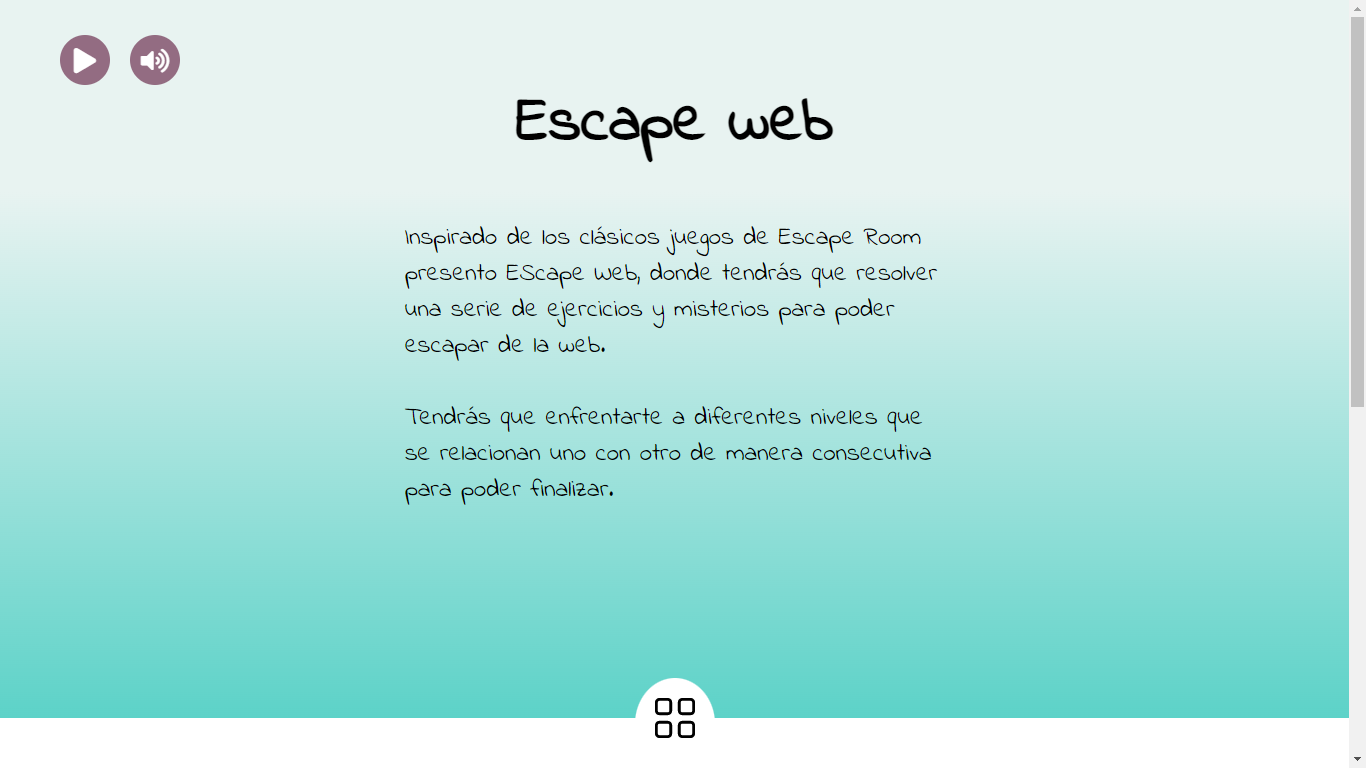 Escape web
Inspirado de los clásicos juegos de Escape Room
presento EScape Web, donde tendrás que resolver
una serie de ejercicios y misterios para poder
escapar de la web.
Tendrás que enfrentarte a diferentes niveles que
se relacionan uno con otro de manera consecutiva
para poder finalizar.